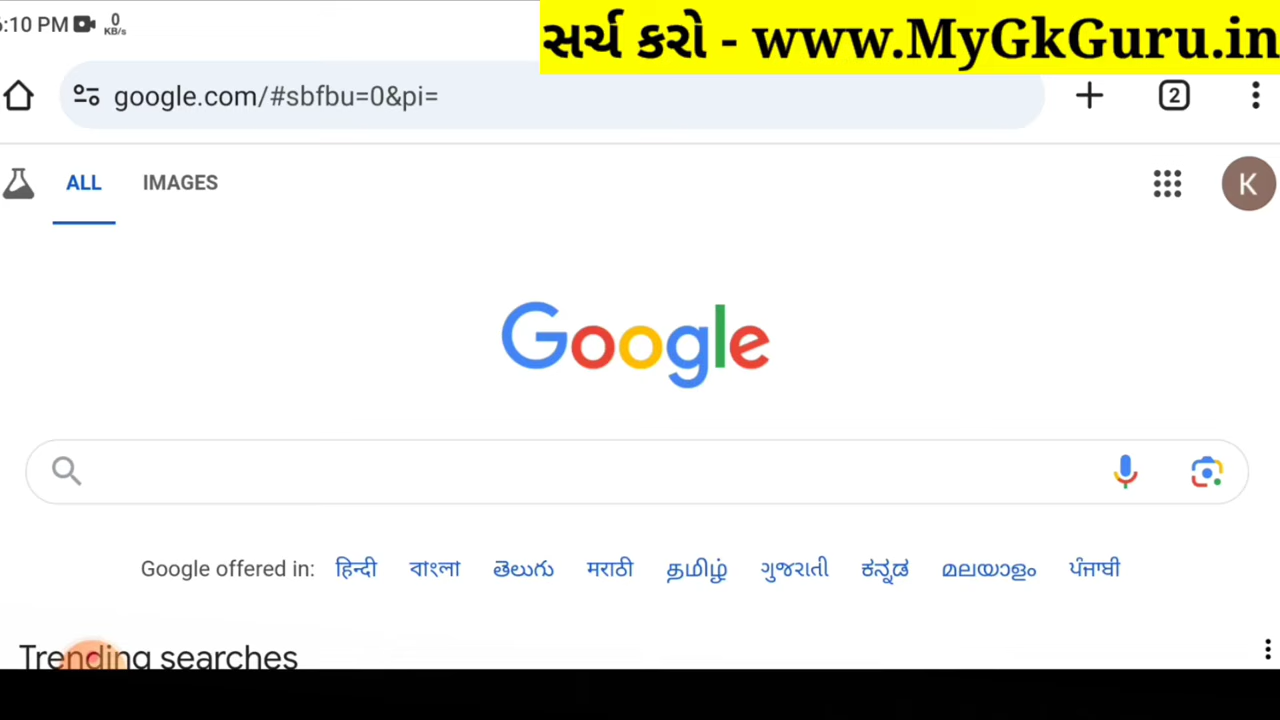 6:10 PM 0 KB/s
સર્ચ કરો - www.MyGkGuru.in
google.com/#sbfbu=0&pi=
2
ALL IMAGES
K
Google
Google offered in: हिन्दी বাংলা తెలుగు मराठी தமிழ் ગુજરાતી ಕನ್ನಡ മലയാളം ਪੰਜਾਬੀ
Trending searches